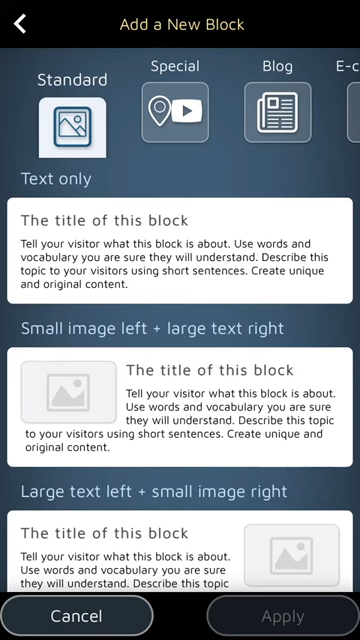 Add a New Block
Standard
Special
Blog
E-c
Text only
The title of this block
Tell your visitor what this block is about. Use words and
vocabulary you are sure they will understand. Describe this
topic to your visitors using short sentences. Create unique
and original content.
Small image left + large text right
The title of this block
Tell your visitor what this block is about.
Use words and vocabulary you are sure
they will understand. Describe this topic
to your visitors using short sentences. Create unique and
original content.
Large text left + small image right
The title of this block
Tell your visitor what this block is about.
Use words and vocabulary you are sure
they will understand. Describe this topic
Cancel
Apply